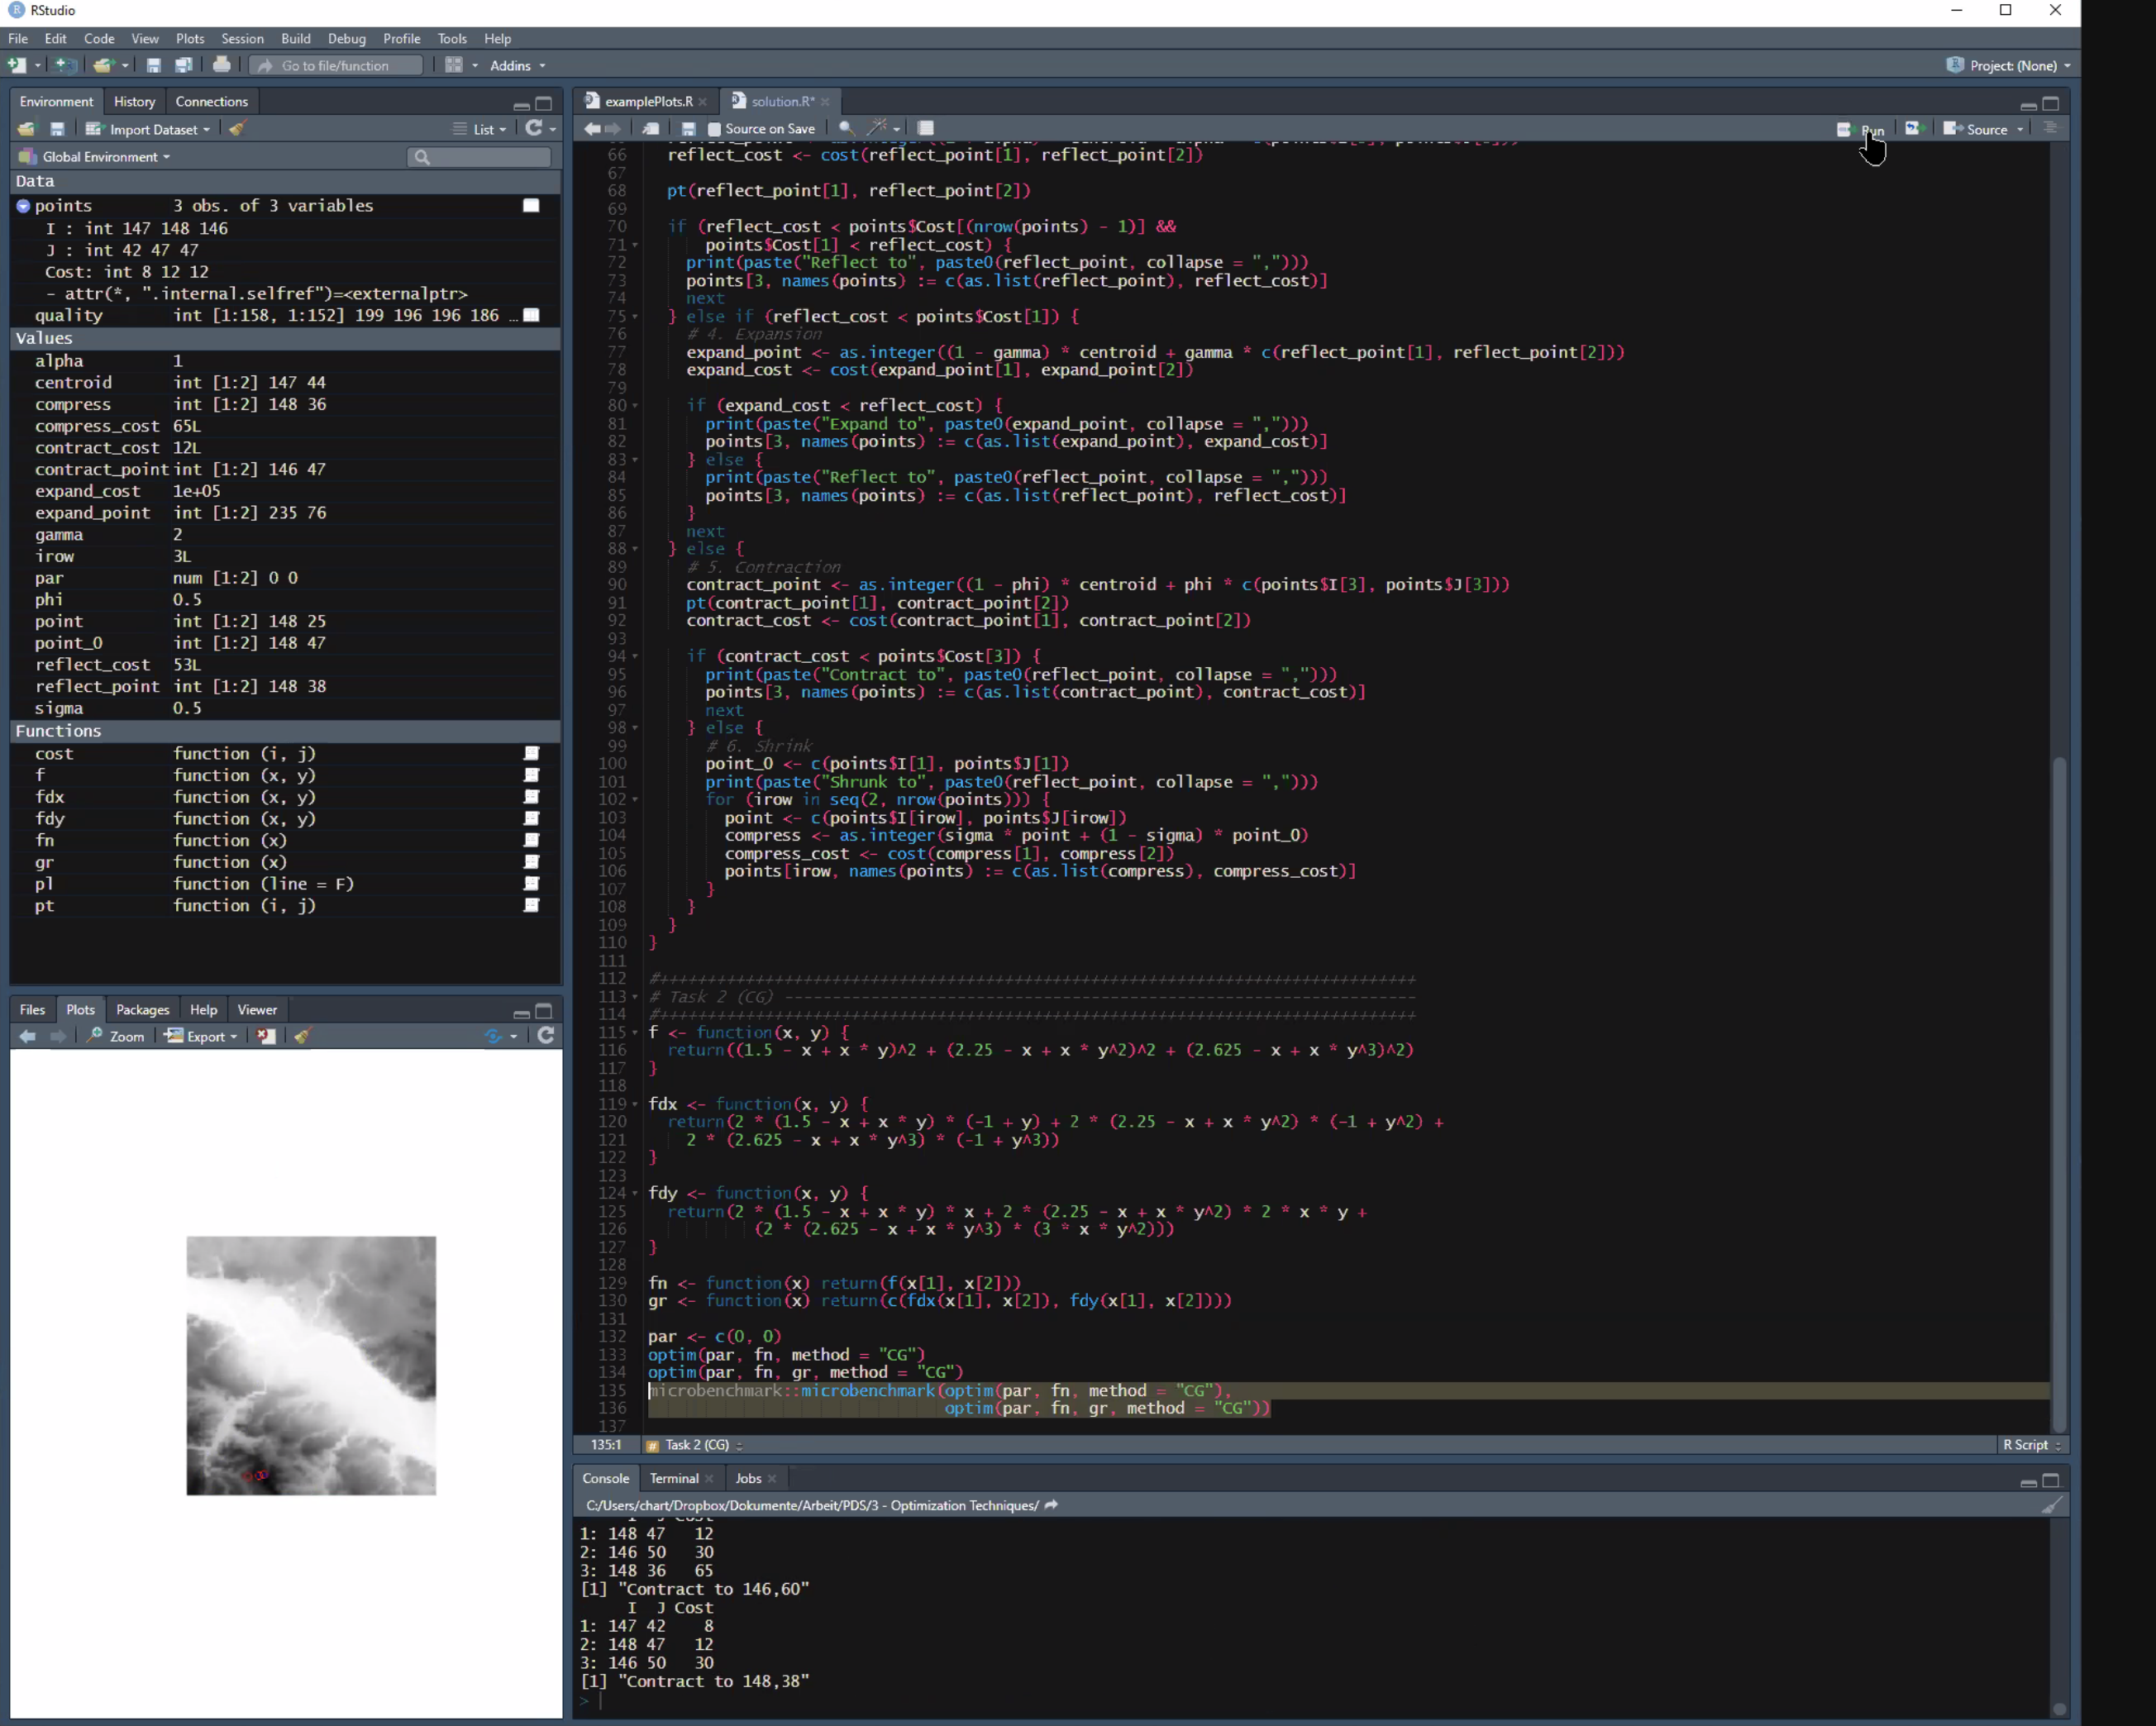 RStudio
File Edit Code View Plots Session Build Debug Profile Tools Help
Go to file/function Addins Project: (None)
Environment History Connections
Import Dataset List
Global Environment
Data
points 3 obs. of 3 variables
I : int 147 148 146
J : int 42 47 47
Cost: int 8 12 12
- attr(*, ".internal.selfref")=<externalptr>
quality int [1:158, 1:152] 199 196 196 186 ...
Values
alpha 1
centroid int [1:2] 147 44
compress int [1:2] 148 36
compress_cost 65L
contract_cost 12L
contract_point int [1:2] 146 47
expand_cost 1e+05
expand_point int [1:2] 235 76
gamma 2
irow 3L
par num [1:2] 0 0
phi 0.5
point int [1:2] 148 25
point_0 int [1:2] 148 47
reflect_cost 53L
reflect_point int [1:2] 148 38
sigma 0.5
Functions
cost function (i, j)
f function (x, y)
fdx function (x, y)
fdy function (x, y)
fn function (x)
gr function (x)
pl function (line = F)
pt function (i, j)
Files Plots Packages Help Viewer
Zoom Export
examplePlots.R solution.R*
Source on Save Run Source
66 reflect_cost <- cost(reflect_point[1], reflect_point[2])
67
68 pt(reflect_point[1], reflect_point[2])
69
70 if (reflect_cost < points$Cost[(nrow(points) - 1)] &&
71 points$Cost[1] < reflect_cost) {
72 print(paste("Reflect to", paste0(reflect_point, collapse = ",")))
73 points[3, names(points) := c(as.list(reflect_point), reflect_cost)]
74 next
75 } else if (reflect_cost < points$Cost[1]) {
76 # 4. Expansion
77 expand_point <- as.integer((1 - gamma) * centroid + gamma * c(reflect_point[1], reflect_point[2]))
78 expand_cost <- cost(expand_point[1], expand_point[2])
79
80 if (expand_cost < reflect_cost) {
81 print(paste("Expand to", paste0(expand_point, collapse = ",")))
82 points[3, names(points) := c(as.list(expand_point), expand_cost)]
83 } else {
84 print(paste("Reflect to", paste0(reflect_point, collapse = ",")))
85 points[3, names(points) := c(as.list(reflect_point), reflect_cost)]
86 }
87 next
88 } else {
89 # 5. Contraction
90 contract_point <- as.integer((1 - phi) * centroid + phi * c(points$I[3], points$J[3]))
91 pt(contract_point[1], contract_point[2])
92 contract_cost <- cost(contract_point[1], contract_point[2])
93
94 if (contract_cost < points$Cost[3]) {
95 print(paste("Contract to", paste0(reflect_point, collapse = ",")))
96 points[3, names(points) := c(as.list(contract_point), contract_cost)]
97 next
98 } else {
99 # 6. Shrink
100 point_0 <- c(points$I[1], points$J[1])
101 print(paste("Shrunk to", paste0(reflect_point, collapse = ",")))
102 for (irow in seq(2, nrow(points))) {
103 point <- c(points$I[irow], points$J[irow])
104 compress <- as.integer(sigma * point + (1 - sigma) * point_0)
105 compress_cost <- cost(compress[1], compress[2])
106 points[irow, names(points) := c(as.list(compress), compress_cost)]
107 }
108 }
109 }
110 }
111
112 #++++++++++++++++++++++++++++++++++++++++++++++++++++++++++++++++++++++++++++++
113 # Task 2 (CG) ------------------------------------------------------------------
114 #++++++++++++++++++++++++++++++++++++++++++++++++++++++++++++++++++++++++++++++
115 f <- function(x, y) {
116 return((1.5 - x + x * y)^2 + (2.25 - x + x * y^2)^2 + (2.625 - x + x * y^3)^2)
117 }
118
119 fdx <- function(x, y) {
120 return(2 * (1.5 - x + x * y) * (-1 + y) + 2 * (2.25 - x + x * y^2) * (-1 + y^2) +
121 2 * (2.625 - x + x * y^3) * (-1 + y^3))
122 }
123
124 fdy <- function(x, y) {
125 return(2 * (1.5 - x + x * y) * x + 2 * (2.25 - x + x * y^2) * 2 * x * y +
126 (2 * (2.625 - x + x * y^3) * (3 * x * y^2)))
127 }
128
129 fn <- function(x) return(f(x[1], x[2]))
130 gr <- function(x) return(c(fdx(x[1], x[2]), fdy(x[1], x[2])))
131
132 par <- c(0, 0)
133 optim(par, fn, method = "CG")
134 optim(par, fn, gr, method = "CG")
135 microbenchmark::microbenchmark(optim(par, fn, method = "CG"),
136 optim(par, fn, gr, method = "CG"))
137
135:1 # Task 2 (CG) R Script
Console Terminal Jobs
C:/Users/chart/Dropbox/Dokumente/Arbeit/PDS/3 - Optimization Techniques/
1: 148 47 12
2: 146 50 30
3: 148 36 65
[1] "Contract to 146,60"
I J Cost
1: 147 42 8
2: 148 47 12
3: 146 50 30
[1] "Contract to 148,38"
>